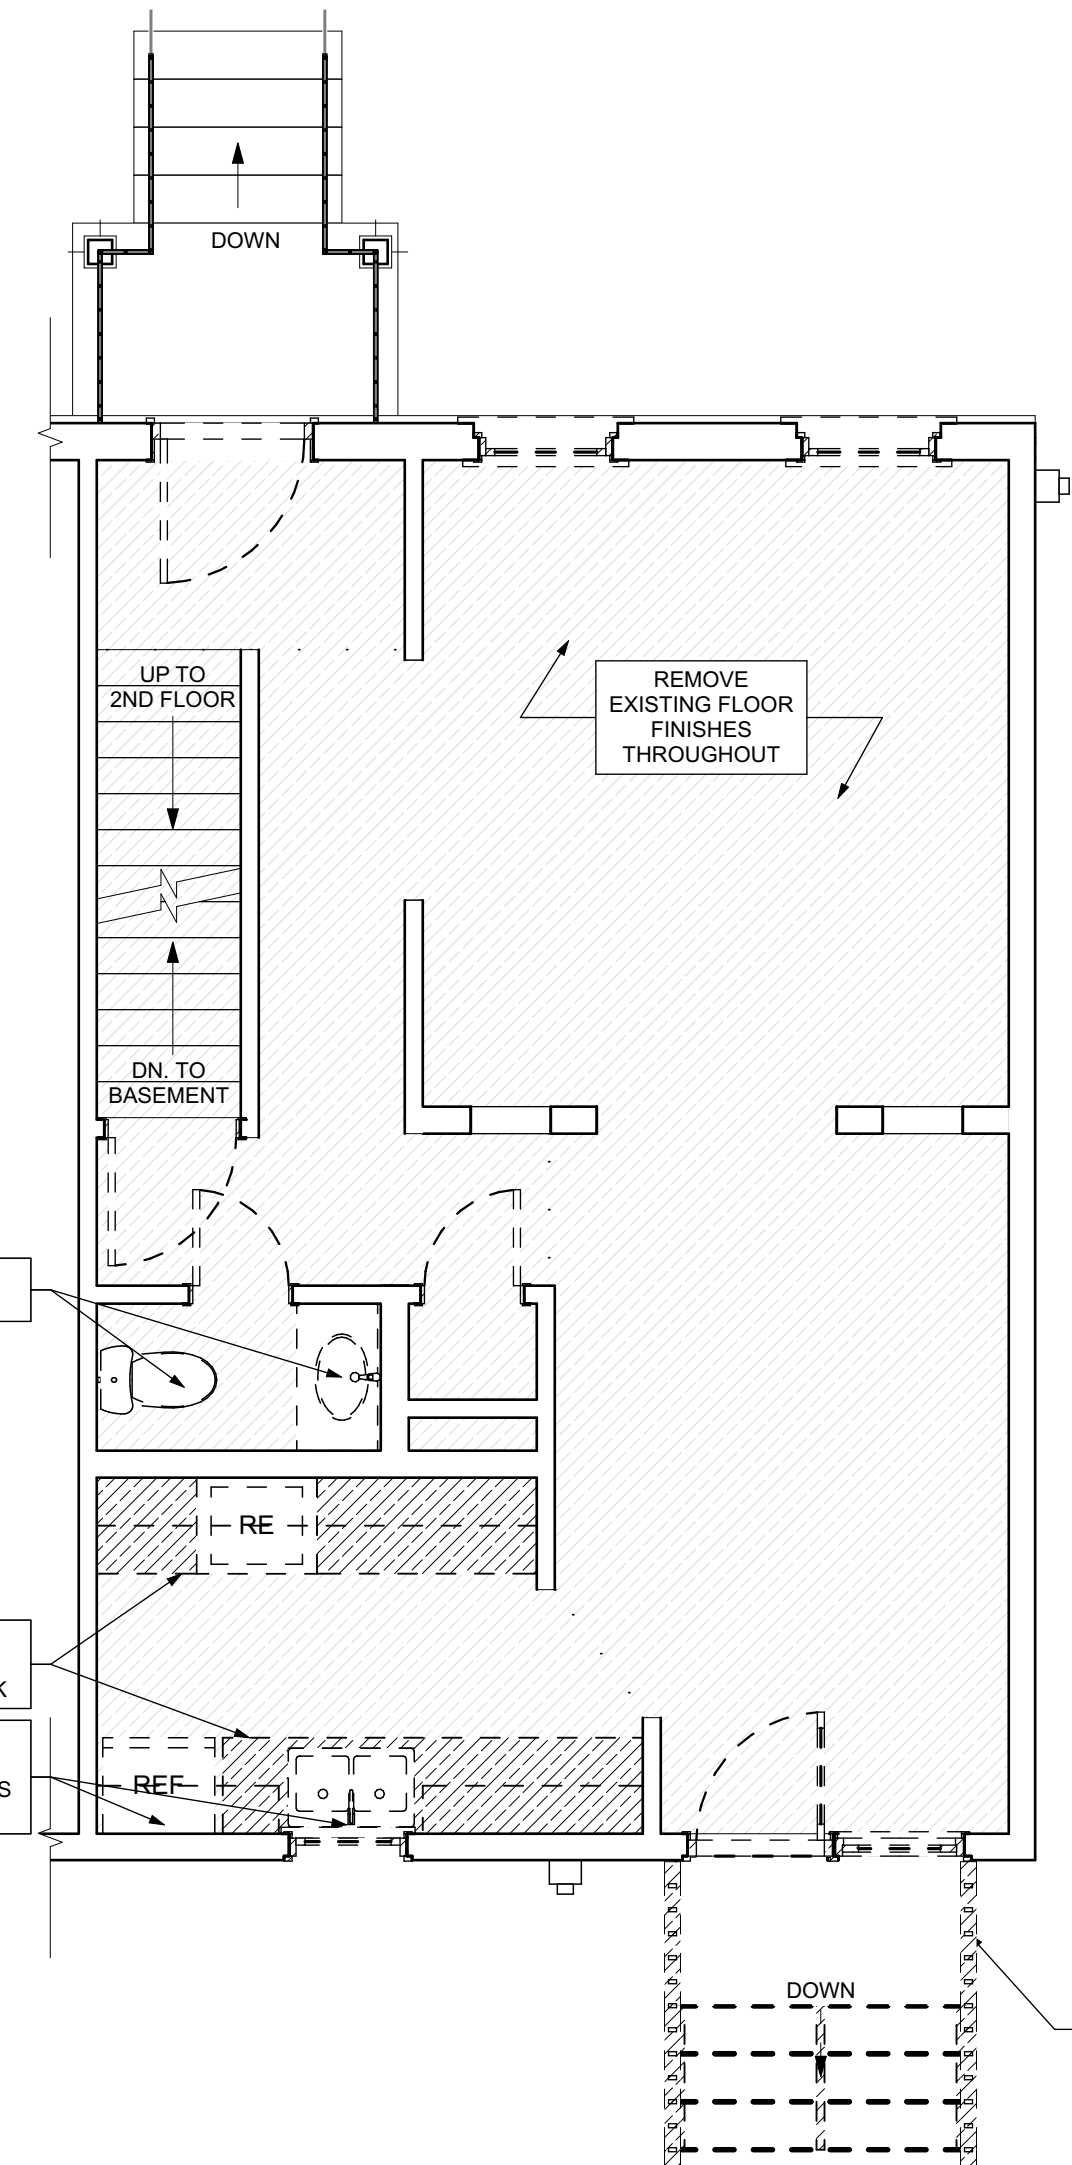 DOWN
UP TO
2ND FLOOR
REMOVE
EXISTING FLOOR
FINISHES
THROUGHOUT
DN. TO
BASEMENT
RE
K
REF
S
DOWN